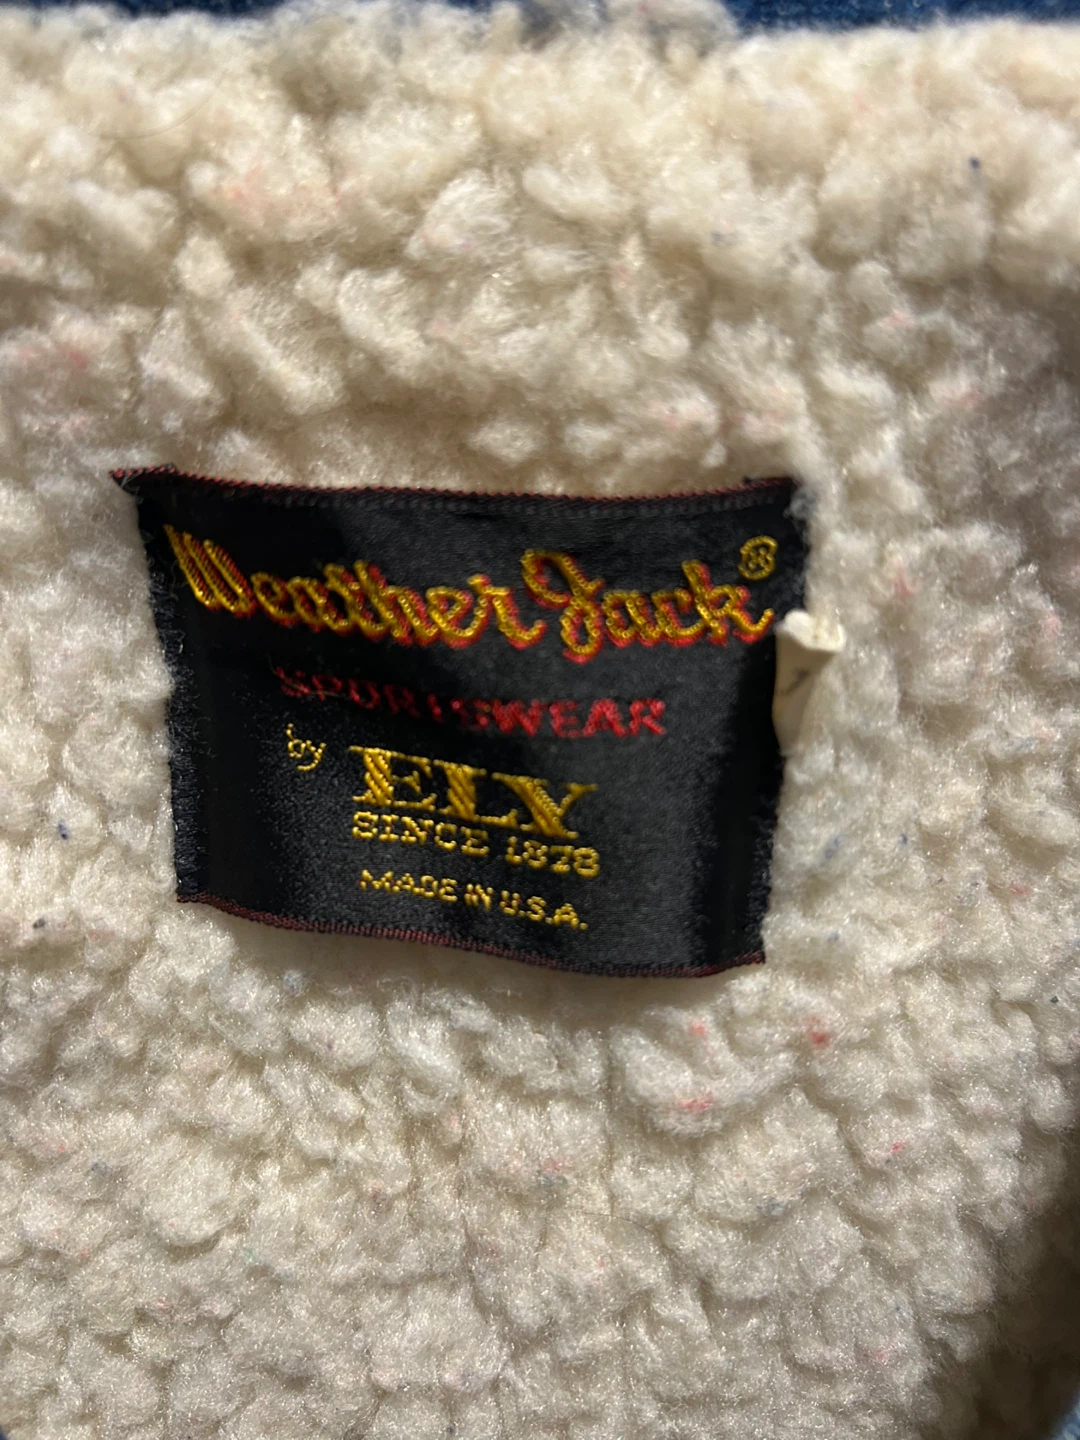 Weather Jack®
SPORTSWEAR
by ELY
SINCE 1878
MADE IN U.S.A.